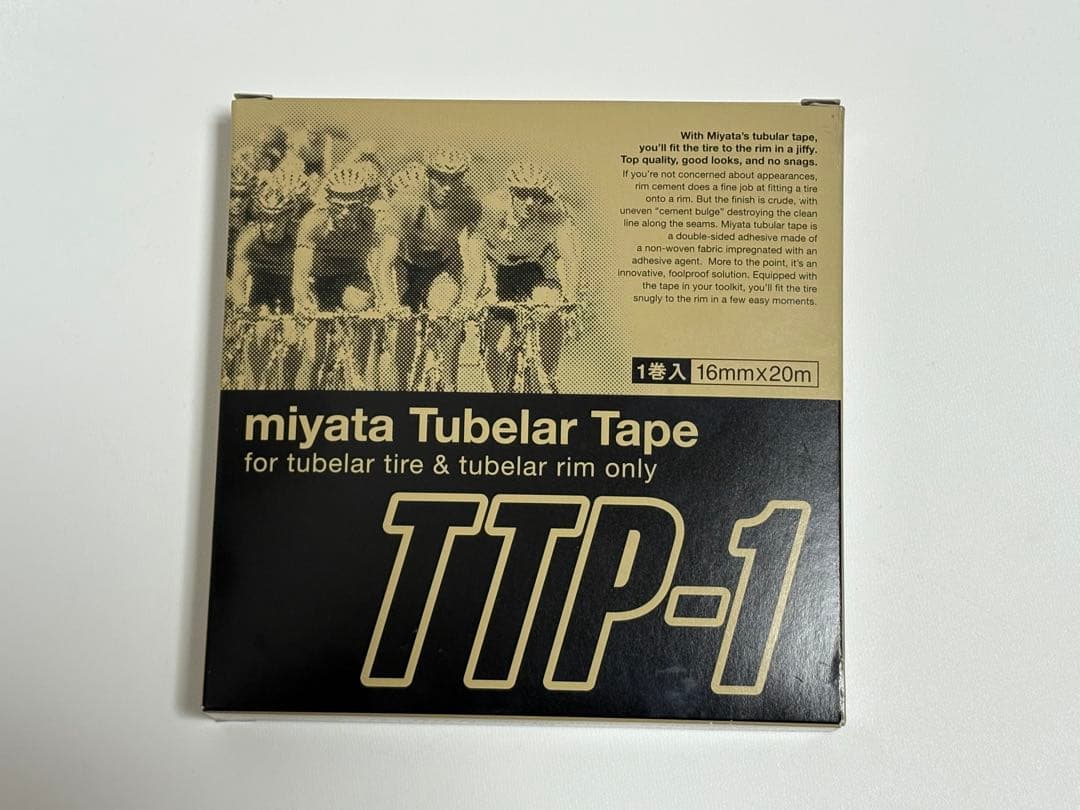 With Miyata's tubular tape,
you'll fit the tire to the rim in a jiffy.
Top quality, good looks, and no snags.
If you're not concerned about appearances,
rim cement does a fine job at fitting a tire
onto a rim. But the finish is crude, with
uneven "cement bulge" destroying the clean
line along the seams. Miyata tubular tape is
a double-sided adhesive made of
a non-woven fabric impregnated with an
adhesive agent. More to the point, it's an
innovative, foolproof solution. Equipped with
the tape in your toolkit, you'll fit the tire
snugly to the rim in a few easy moments.
1巻入 16mmx20m
miyata Tubelar Tape
for tubelar tire & tubelar rim only
TTP-1